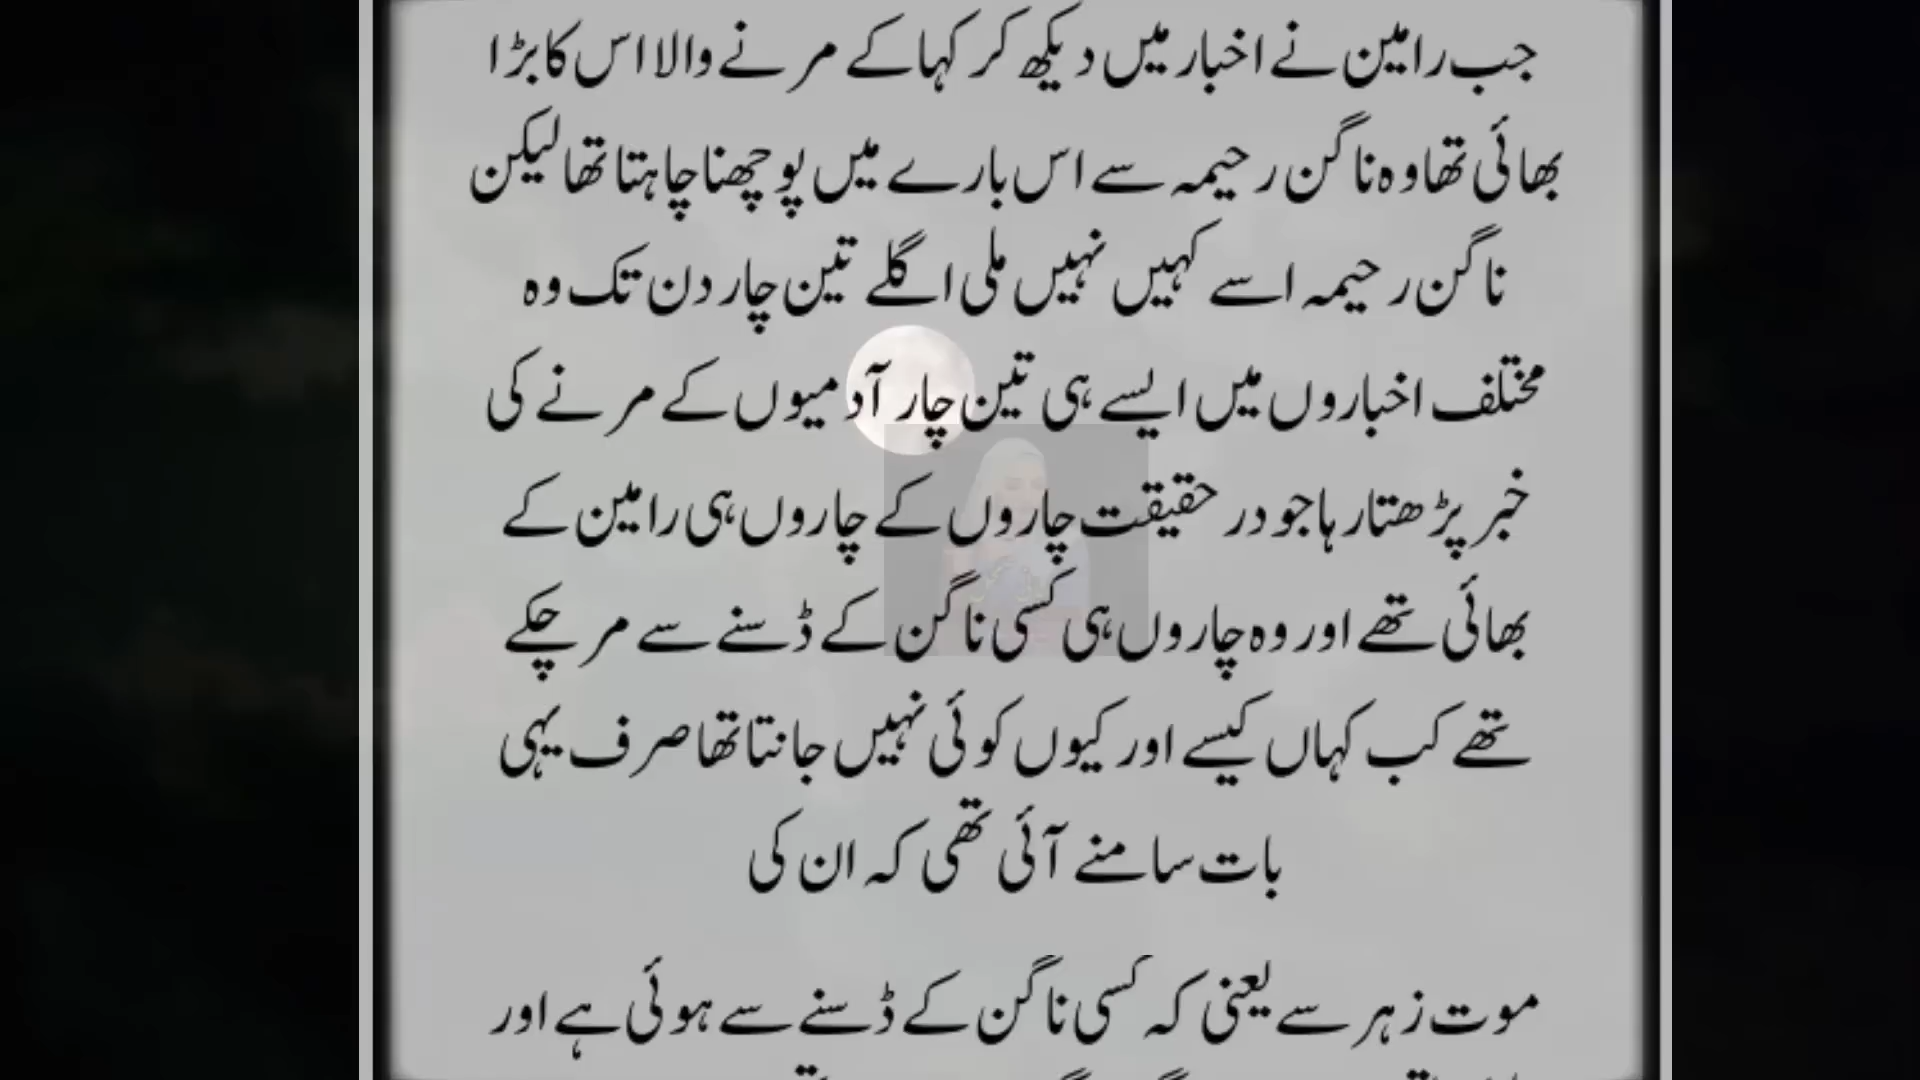 جب رامین نے اخبار میں دیکھ کر کہا کے مرنے والا اس کا بڑا
بھائی تھا وہ ناگن رحیمہ سے اس بارے میں پوچھنا چاہتا تھا لیکن
ناگن رحیمہ اسے کہیں نہیں ملی اگلے تین چار دن تک وہ
مختلف اخباروں میں ایسے ہی تین چار آدمیوں کے مرنے کی
خبر پڑھتا رہا جو در حقیقت چاروں کے چاروں ہی رامین کے
بھائی تھے اور وہ چاروں ہی کسی ناگن کے ڈسنے سے مر چکے
تھے کب کہاں کیسے اور کیوں کوئی نہیں جانتا تھا صرف یہی
بات سامنے آئی تھی کہ ان کی
موت زہر سے یعنی کہ کسی ناگن کے ڈسنے سے ہوئی ہے اور